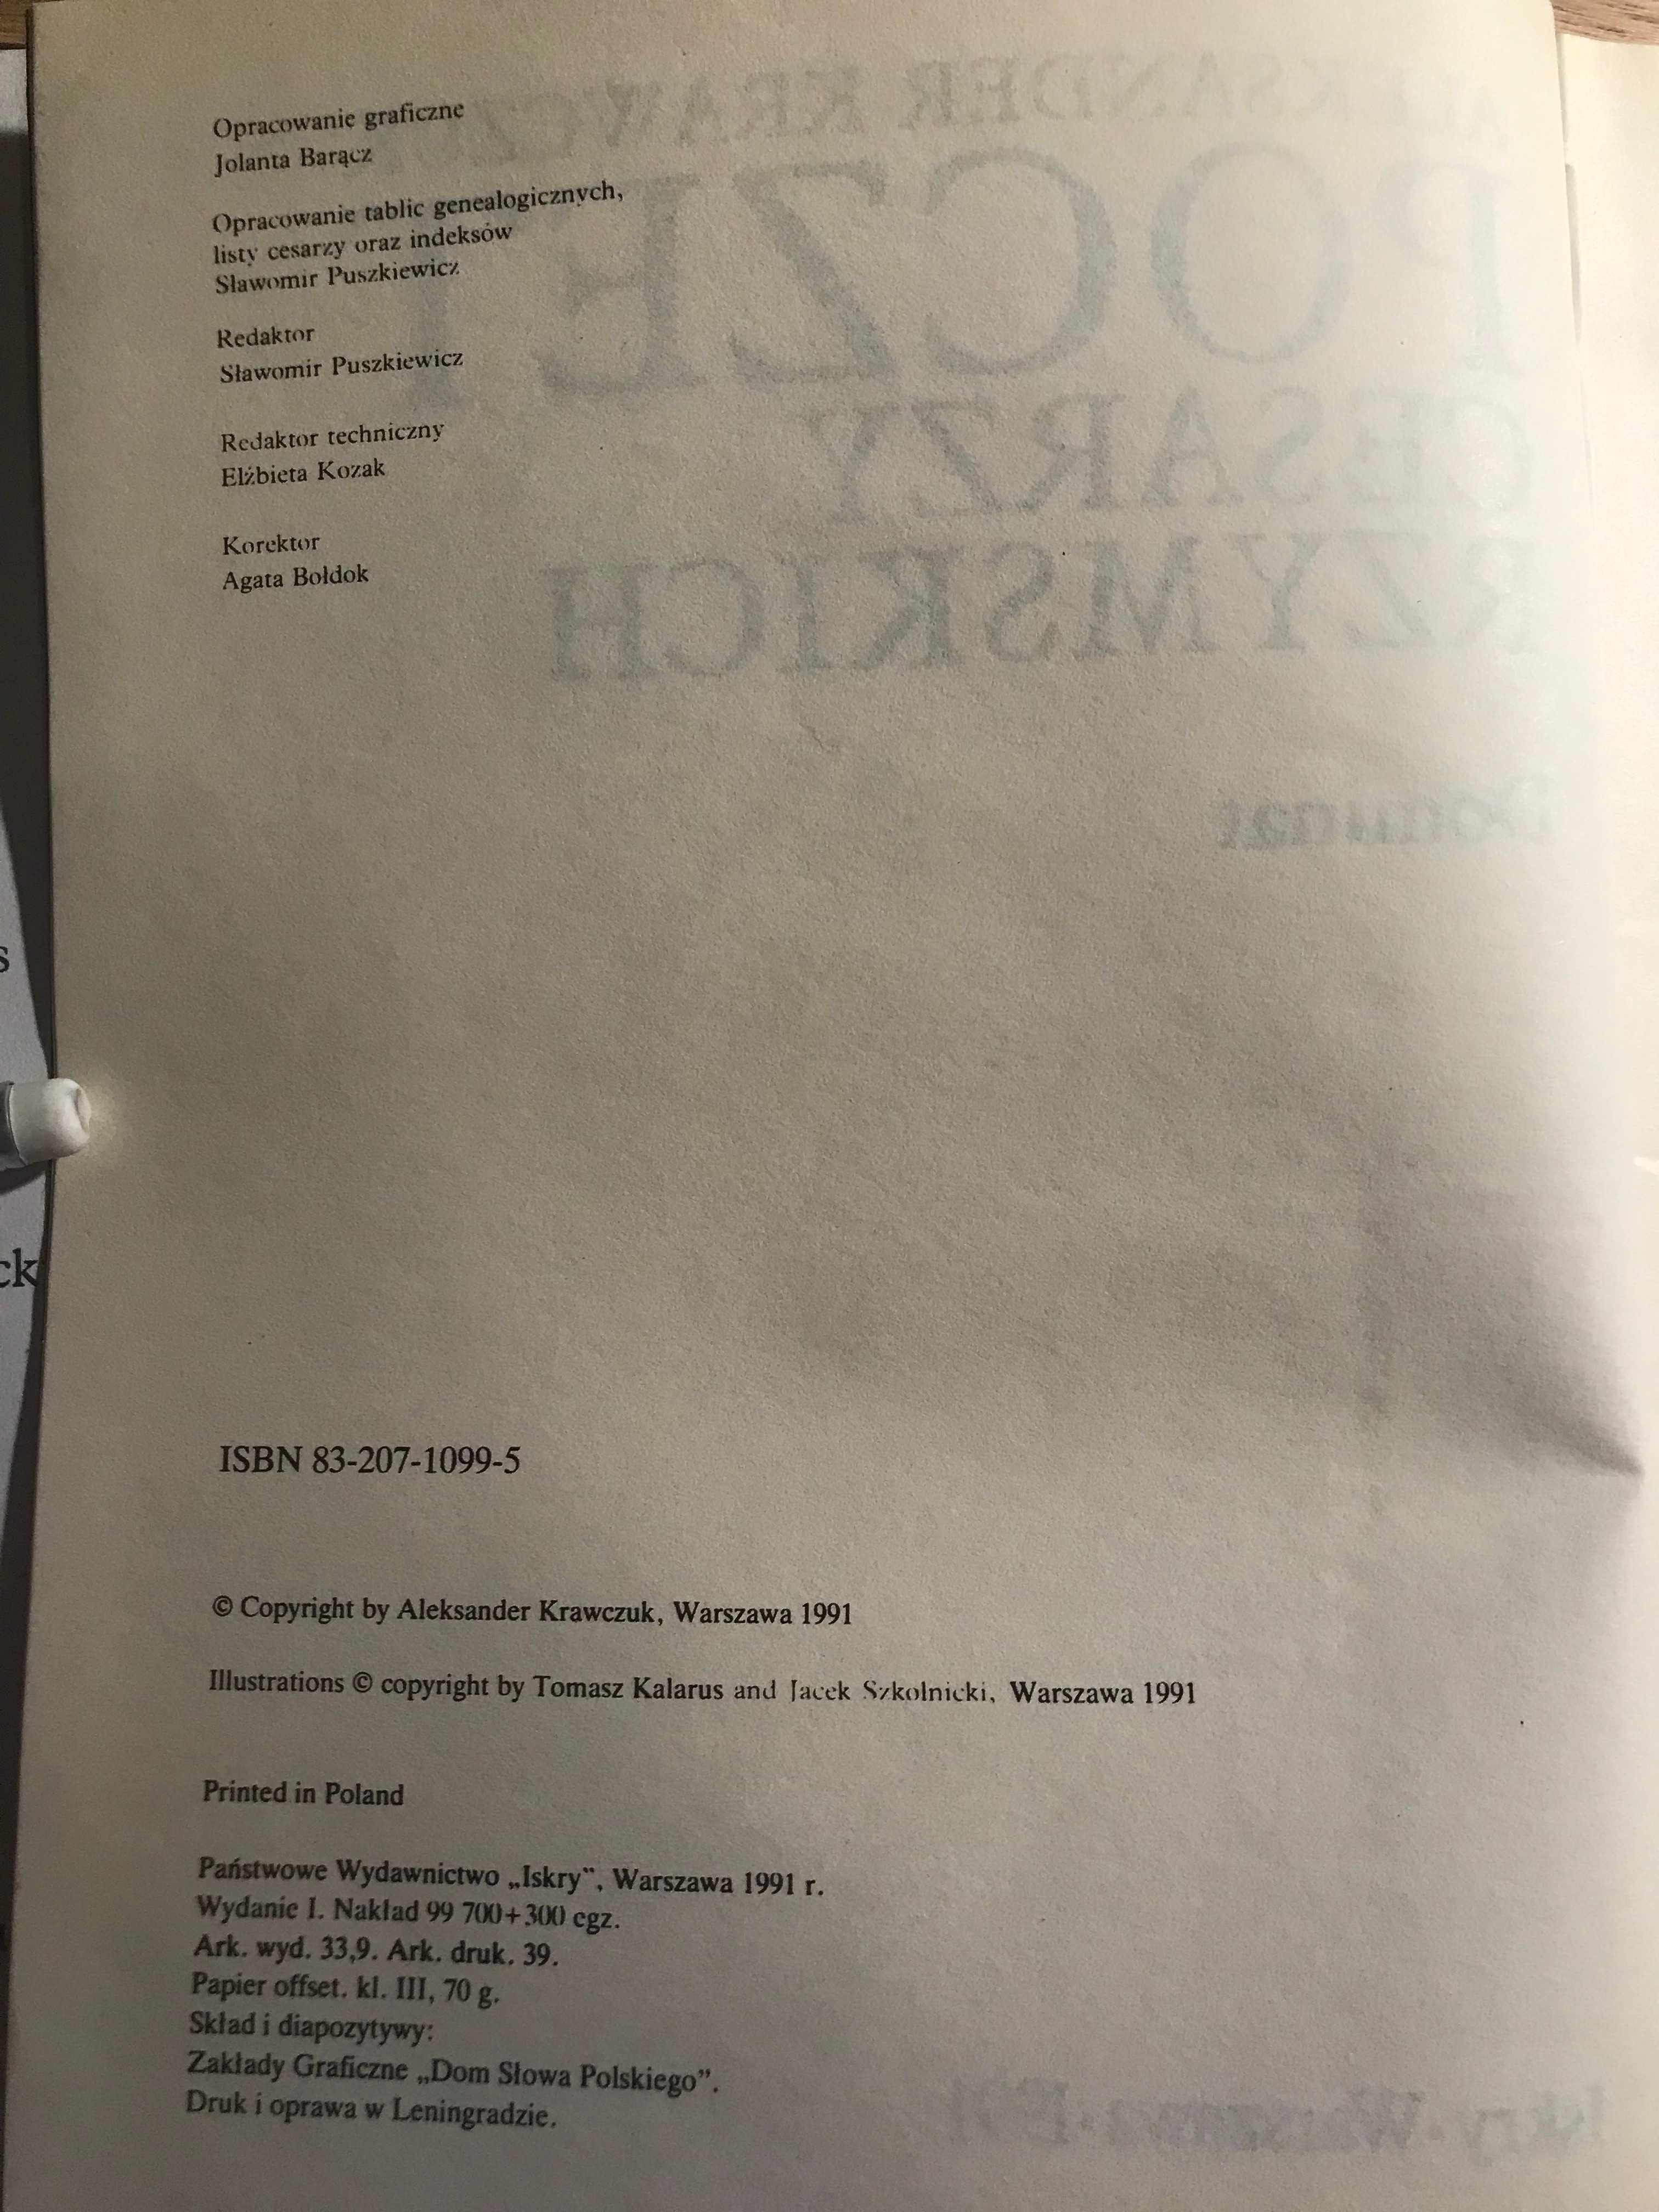 Opracowanie graficzne
Jolanta Barącz
Opracowanie tablic genealogicznych,
listy cesarzy oraz indeksów
Sławomir Puszkiewicz
Redaktor
Sławomir Puszkiewicz
Redaktor techniczny
Elżbieta Kozak
Korektor
Agata Bołdok
ISBN 83-207-1099-5
© Copyright by Aleksander Krawczuk, Warszawa 1991
Illustrations © copyright by Tomasz Kalarus and Jacek Szkolnicki, Warszawa 1991
Printed in Poland
Państwowe Wydawnictwo „Iskry”, Warszawa 1991 r.
Wydanie I. Nakład 99 700+300 egz.
Ark. wyd. 33,9. Ark. druk. 39.
Papier offset. kl. III, 70 g.
Skład i diapozytywy:
Zakłady Graficzne „Dom Słowa Polskiego”.
Druk i oprawa w Leningradzie.